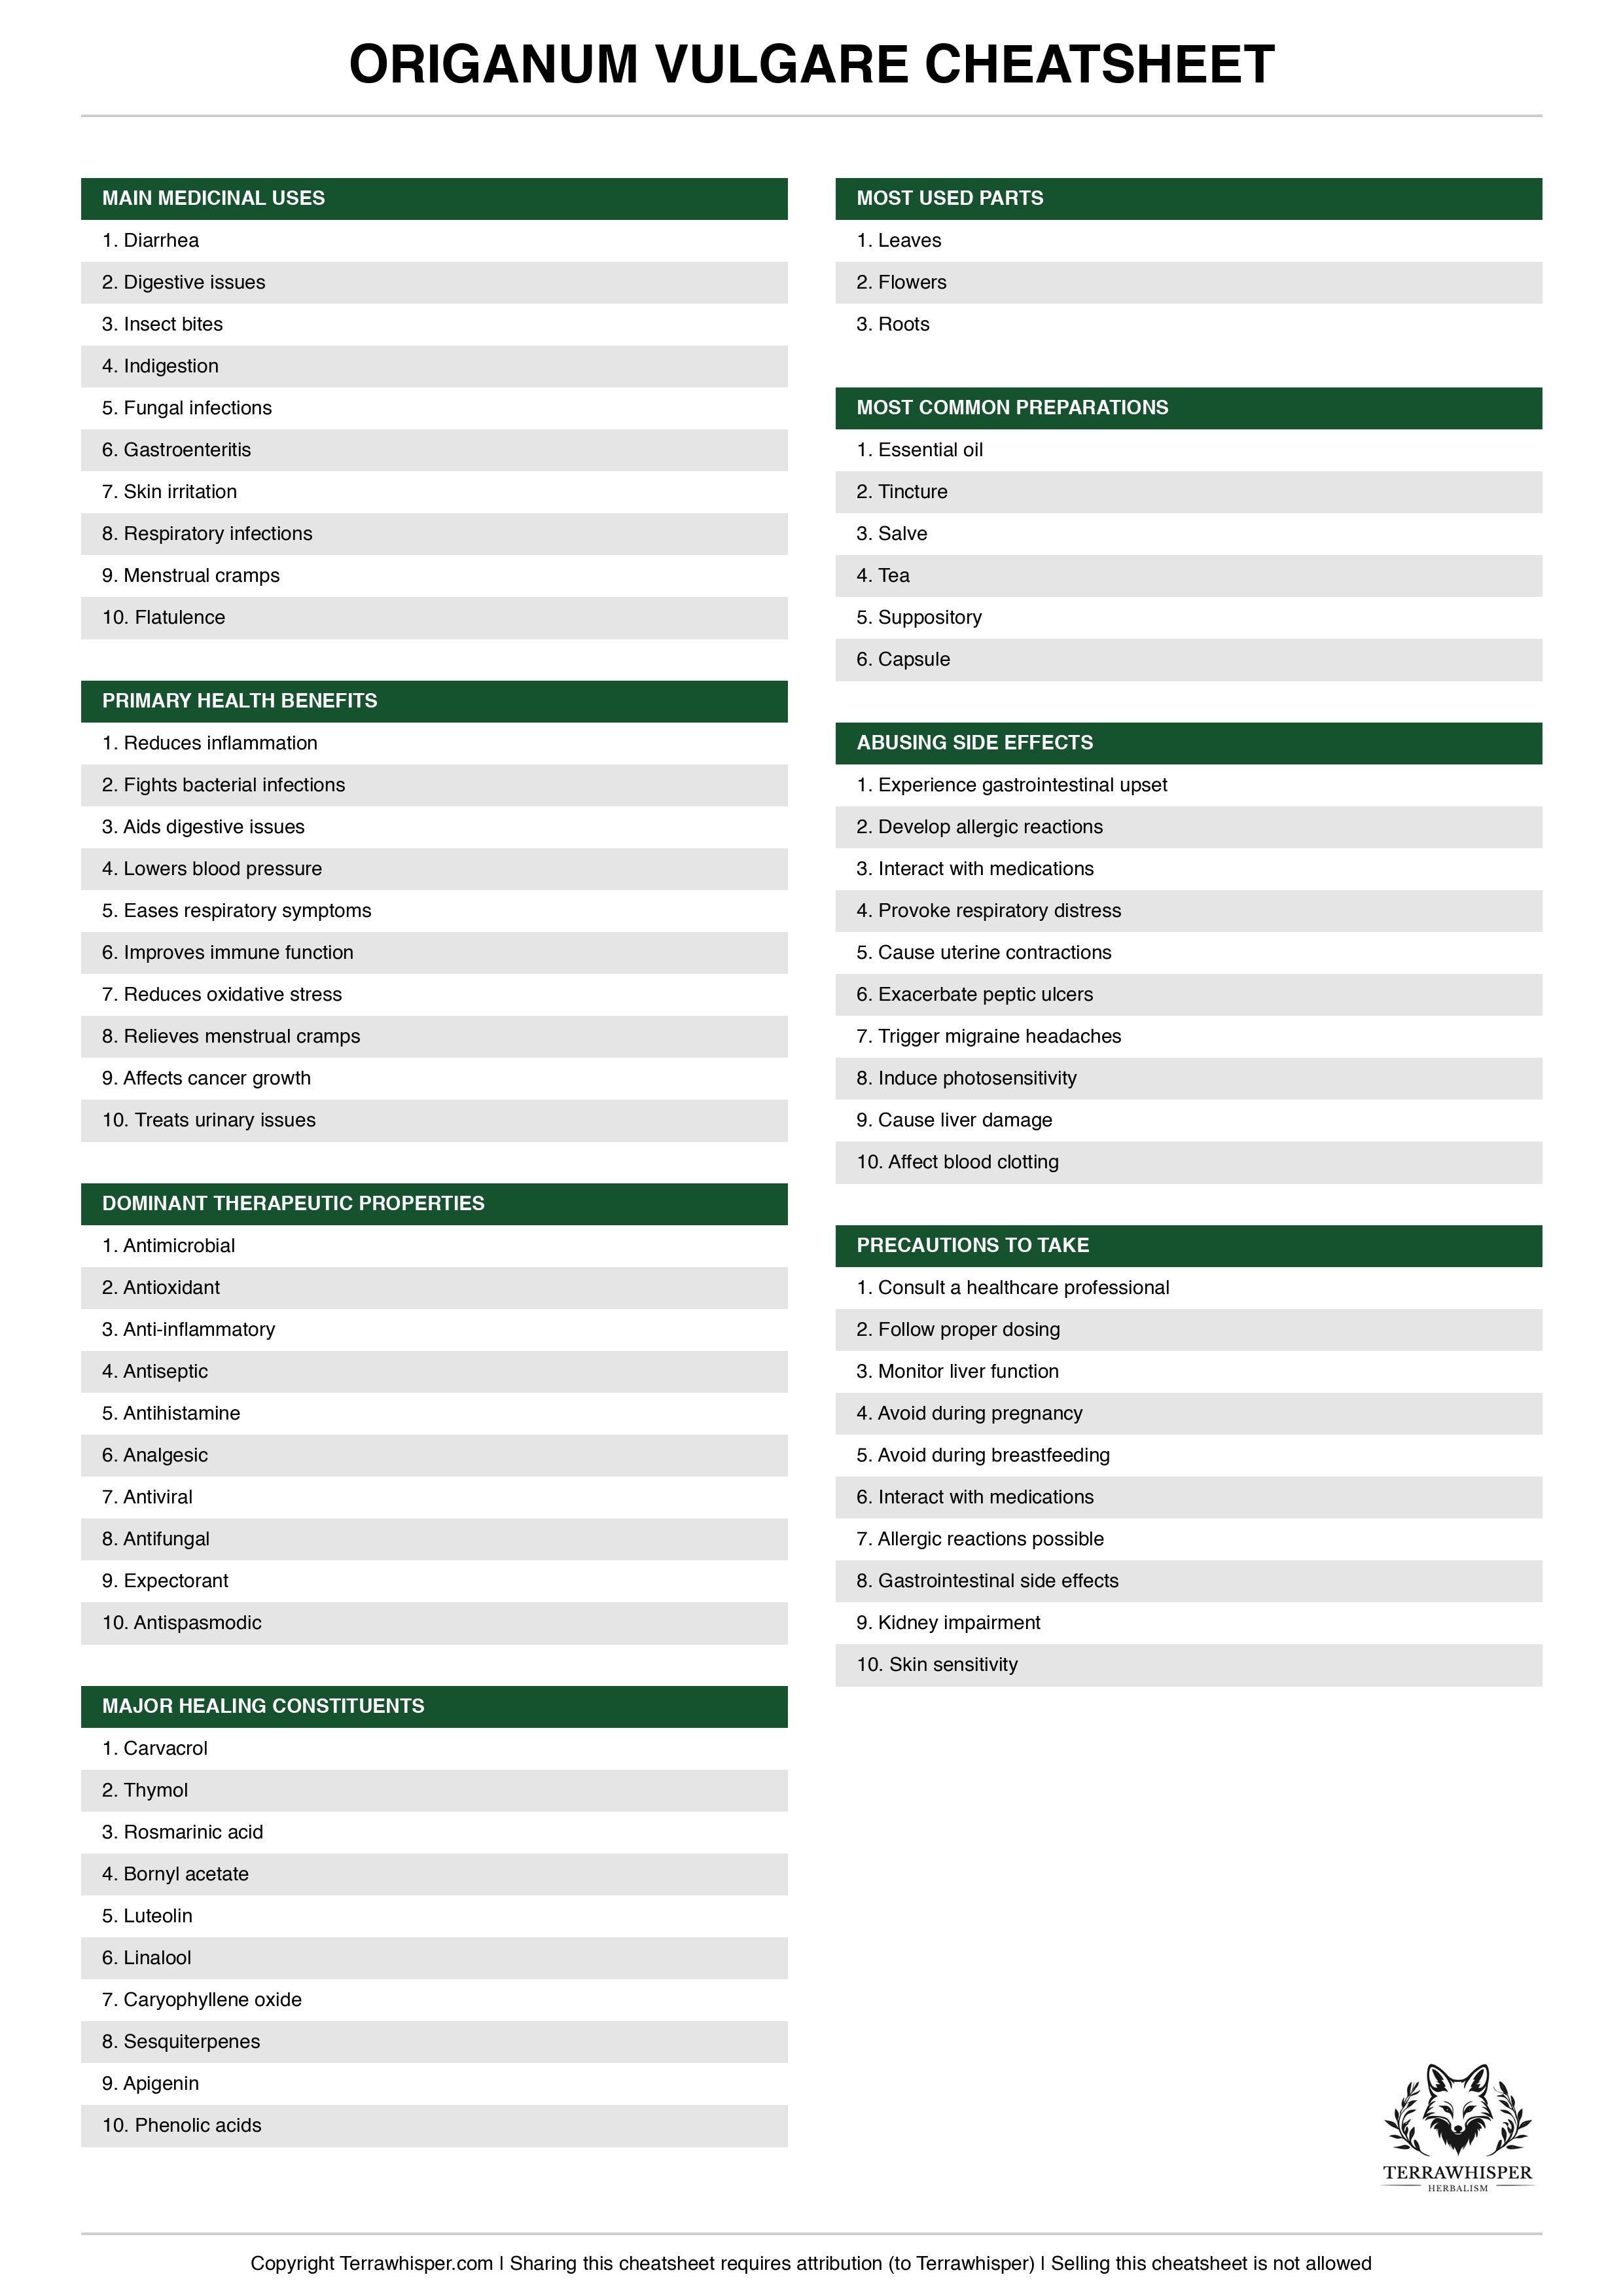 ORIGANUM VULGARE CHEATSHEET
MAIN MEDICINAL USES
1. Diarrhea
2. Digestive issues
3. Insect bites
4. Indigestion
5. Fungal infections
6. Gastroenteritis
7. Skin irritation
8. Respiratory infections
9. Menstrual cramps
10. Flatulence
PRIMARY HEALTH BENEFITS
1. Reduces inflammation
2. Fights bacterial infections
3. Aids digestive issues
4. Lowers blood pressure
5. Eases respiratory symptoms
6. Improves immune function
7. Reduces oxidative stress
8. Relieves menstrual cramps
9. Affects cancer growth
10. Treats urinary issues
DOMINANT THERAPEUTIC PROPERTIES
1. Antimicrobial
2. Antioxidant
3. Anti-inflammatory
4. Antiseptic
5. Antihistamine
6. Analgesic
7. Antiviral
8. Antifungal
9. Expectorant
10. Antispasmodic
MAJOR HEALING CONSTITUENTS
1. Carvacrol
2. Thymol
3. Rosmarinic acid
4. Bornyl acetate
5. Luteolin
6. Linalool
7. Caryophyllene oxide
8. Sesquiterpenes
9. Apigenin
10. Phenolic acids
MOST USED PARTS
1. Leaves
2. Flowers
3. Roots
MOST COMMON PREPARATIONS
1. Essential oil
2. Tincture
3. Salve
4. Tea
5. Suppository
6. Capsule
ABUSING SIDE EFFECTS
1. Experience gastrointestinal upset
2. Develop allergic reactions
3. Interact with medications
4. Provoke respiratory distress
5. Cause uterine contractions
6. Exacerbate peptic ulcers
7. Trigger migraine headaches
8. Induce photosensitivity
9. Cause liver damage
10. Affect blood clotting
PRECAUTIONS TO TAKE
1. Consult a healthcare professional
2. Follow proper dosing
3. Monitor liver function
4. Avoid during pregnancy
5. Avoid during breastfeeding
6. Interact with medications
7. Allergic reactions possible
8. Gastrointestinal side effects
9. Kidney impairment
10. Skin sensitivity
TERRAWHISPER
HERBALISM
Copyright Terrawhisper.com | Sharing this cheatsheet requires attribution (to Terrawhisper) | Selling this cheatsheet is not allowed